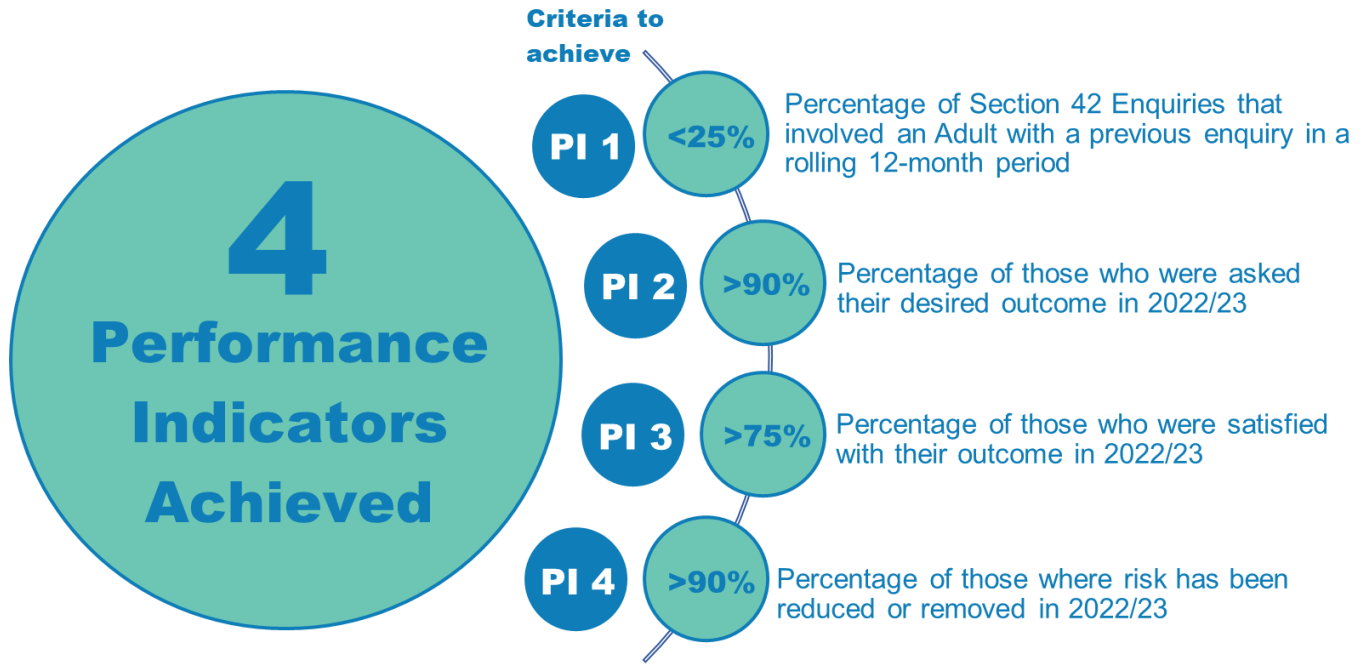 4
Performance
Indicators
Achieved
Criteria to
achieve
PI 1
<25%
Percentage of Section 42 Enquiries that
involved an Adult with a previous enquiry in a
rolling 12-month period
PI 2
>90%
Percentage of those who were asked
their desired outcome in 2022/23
PI 3
>75%
Percentage of those who were satisfied
with their outcome in 2022/23
PI 4
>90%
Percentage of those where risk has been
reduced or removed in 2022/23